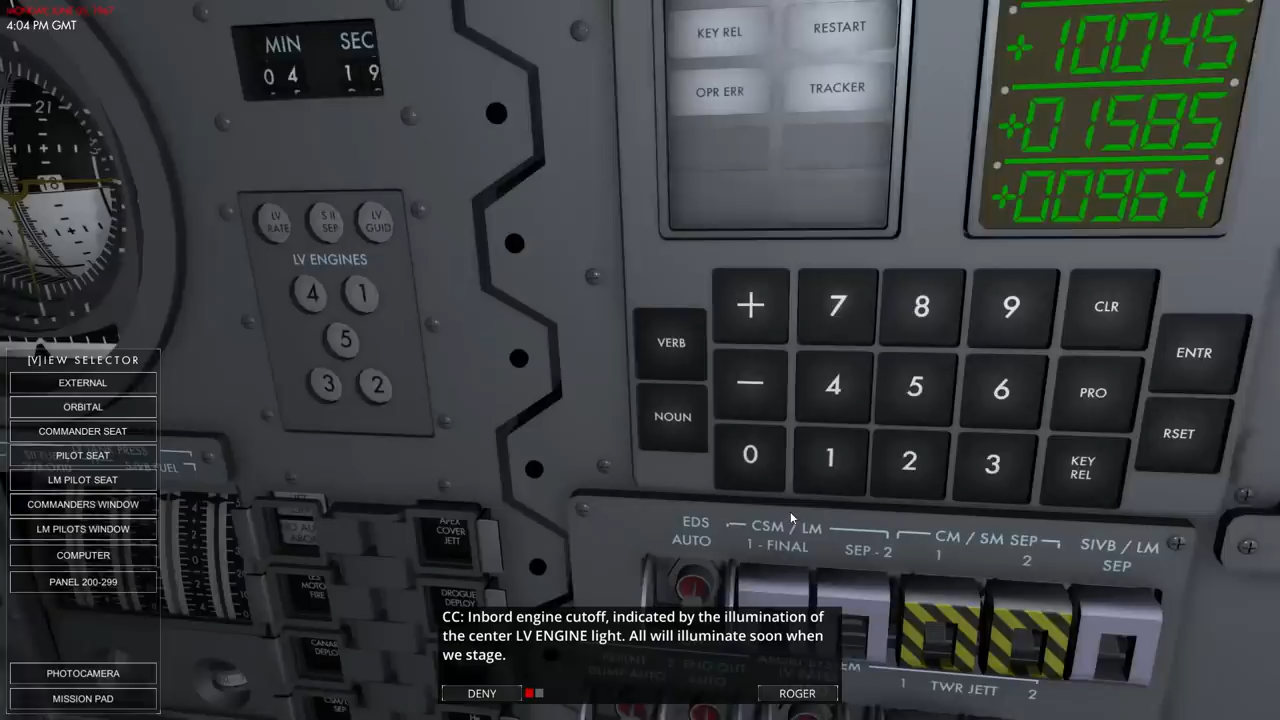 MONDAY, JUNE 05, 1967
4:04 PM GMT
MIN SEC
04 19
21
18
LV RATE
S II SEP
LV GUID
LV ENGINES
4 1
5
3 2
KEY REL
RESTART
OPR ERR
TRACKER
+10045
+01585
+00964
VERB
NOUN
+ 7 8 9 CLR
− 4 5 6 PRO
0 1 2 3 KEY REL
ENTR
RSET
[V]IEW SELECTOR
EXTERNAL
ORBITAL
COMMANDER SEAT
PILOT SEAT
LM PILOT SEAT
COMMANDERS WINDOW
LM PILOTS WINDOW
COMPUTER
PANEL 200-299
PHOTOCAMERA
MISSION PAD
APEX COVER JETT
DROGUE DEPLOY
EDS AUTO
CSM / LM
1 - FINAL
SEP - 2
CM / SM SEP
1 2
SIVB / LM SEP
1 TWR JETT 2
CC: Inbord engine cutoff, indicated by the illumination of
the center LV ENGINE light. All will illuminate soon when
we stage.
DENY
ROGER